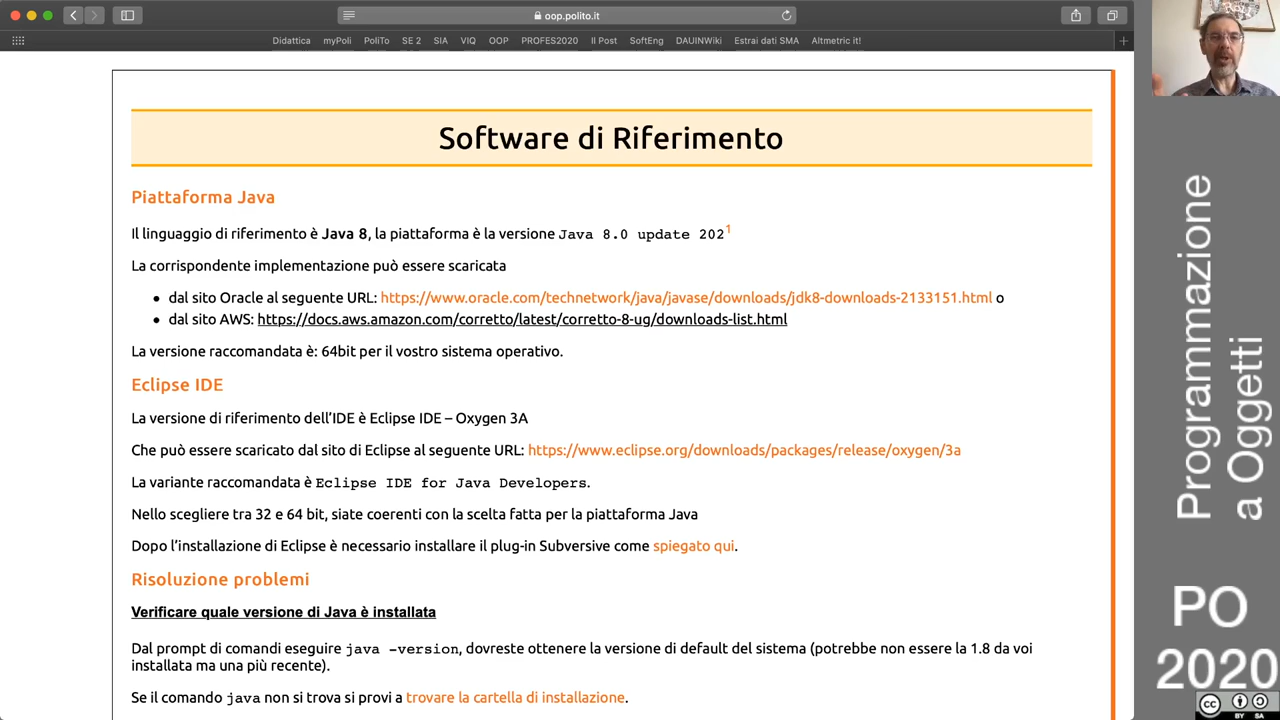 oop.polito.it
Didattica myPoli PoliTo SE 2 SIA VIQ OOP PROFES2020 Il Post SoftEng DAUINWiki Estrai dati SMA Altmetric it!
Software di Riferimento
Piattaforma Java
Il linguaggio di riferimento è Java 8, la piattaforma è la versione Java 8.0 update 202¹
La corrispondente implementazione può essere scaricata
• dal sito Oracle al seguente URL: https://www.oracle.com/technetwork/java/javase/downloads/jdk8-downloads-2133151.html o
• dal sito AWS: https://docs.aws.amazon.com/corretto/latest/corretto-8-ug/downloads-list.html
La versione raccomandata è: 64bit per il vostro sistema operativo.
Eclipse IDE
La versione di riferimento dell’IDE è Eclipse IDE – Oxygen 3A
Che può essere scaricato dal sito di Eclipse al seguente URL: https://www.eclipse.org/downloads/packages/release/oxygen/3a
La variante raccomandata è Eclipse IDE for Java Developers.
Nello scegliere tra 32 e 64 bit, siate coerenti con la scelta fatta per la piattaforma Java
Dopo l’installazione di Eclipse è necessario installare il plug-in Subversive come spiegato qui.
Risoluzione problemi
Verificare quale versione di Java è installata
Dal prompt di comandi eseguire java -version, dovreste ottenere la versione di default del sistema (potrebbe non essere la 1.8 da voi
installata ma una più recente).
Se il comando java non si trova si provi a trovare la cartella di installazione.
Programmazione
a Oggetti
PO
2020
cc
BY SA